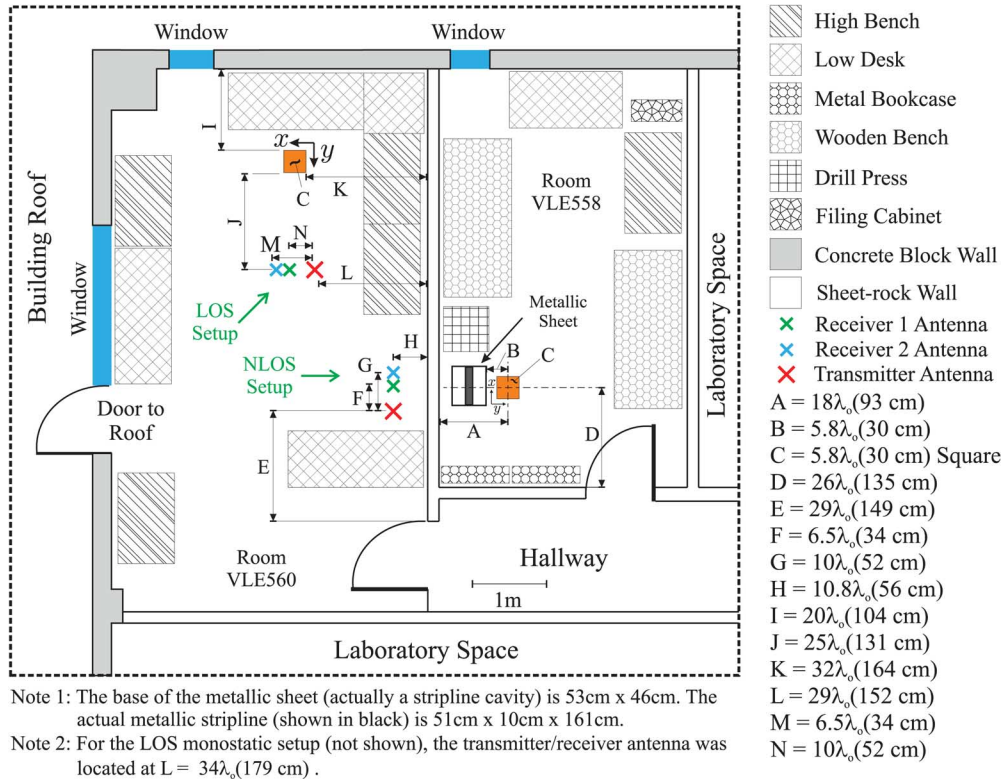 Window
Window
High Bench
Low Desk
Metal Bookcase
Wooden Bench
Drill Press
Filing Cabinet
Concrete Block Wall
Sheet-rock Wall
Receiver 1 Antenna
Receiver 2 Antenna
Transmitter Antenna
A = 18λₒ(93 cm)
B = 5.8λₒ(30 cm)
C = 5.8λₒ(30 cm) Square
D = 26λₒ(135 cm)
E = 29λₒ(149 cm)
F = 6.5λₒ(34 cm)
G = 10λₒ(52 cm)
H = 10.8λₒ(56 cm)
I = 20λₒ(104 cm)
J = 25λₒ(131 cm)
K = 32λₒ(164 cm)
L = 29λₒ(152 cm)
M = 6.5λₒ(34 cm)
N = 10λₒ(52 cm)
Building Roof
Window
I
x
y
~
C
K
J
N
M
L
LOS
Setup
NLOS
Setup
H
G
F
E
Door to
Roof
Room
VLE560
Room
VLE558
Metallic
Sheet
B
C
~
x
y
A
D
Laboratory Space
Hallway
1m
Laboratory Space
Note 1: The base of the metallic sheet (actually a stripline cavity) is 53cm x 46cm. The
actual metallic stripline (shown in black) is 51cm x 10cm x 161cm.
Note 2: For the LOS monostatic setup (not shown), the transmitter/receiver antenna was
located at L = 34λₒ(179 cm) .